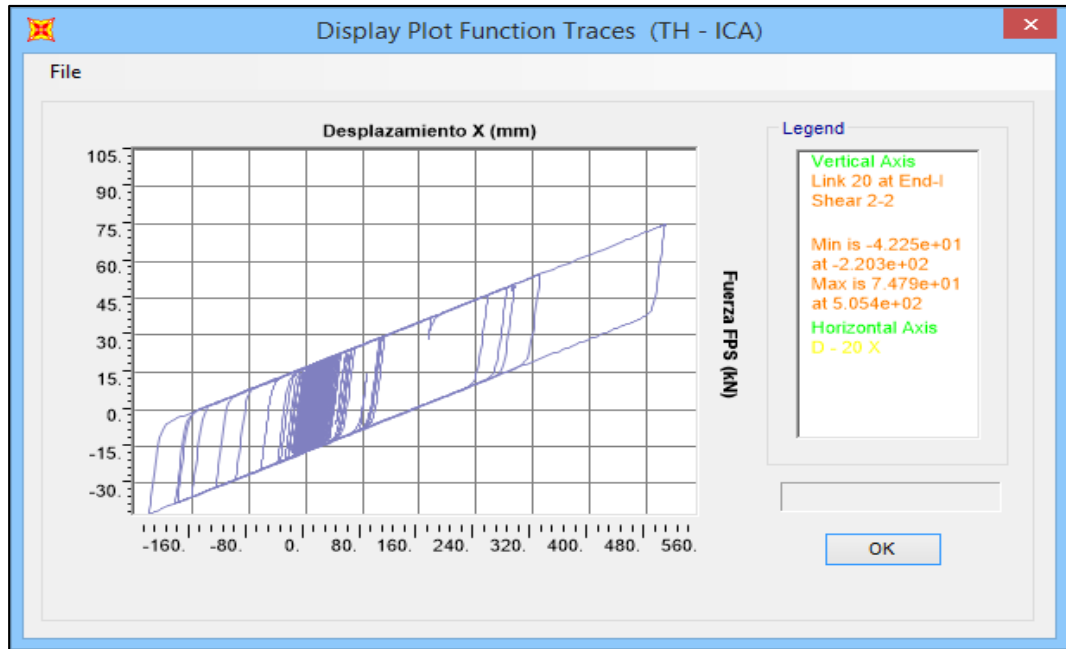 Display Plot Function Traces (TH - ICA)
File
Desplazamiento X (mm)
105.
90.
75.
60.
45.
30.
15.
0.
-15.
-30.
-160. -80. 0. 80. 160. 240. 320. 400. 480. 560.
Fuerza FPS (kN)
Legend
Vertical Axis
Link 20 at End-I
Shear 2-2
Min is -4.225e+01
at -2.203e+02
Max is 7.479e+01
at 5.054e+02
Horizontal Axis
D - 20 X
OK